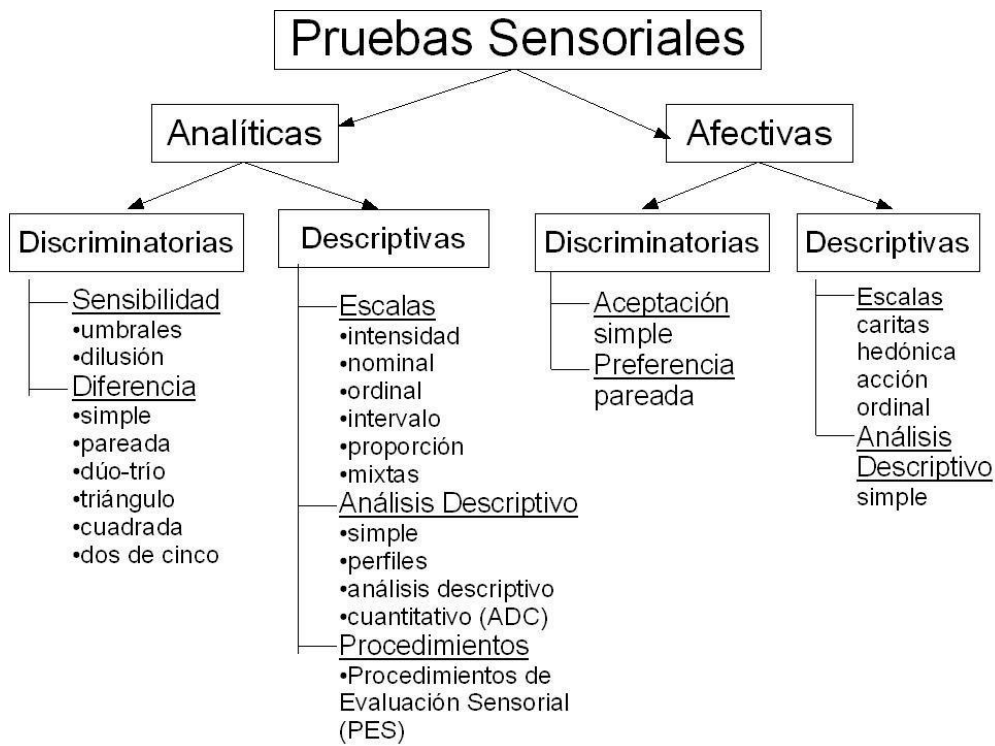 Pruebas Sensoriales
Analíticas
Afectivas
Discriminatorias
Sensibilidad
•umbrales
•dilusión
Diferencia
•simple
•pareada
•dúo-trío
•triángulo
•cuadrada
•dos de cinco
Descriptivas
Escalas
•intensidad
•nominal
•ordinal
•intervalo
•proporción
•mixtas
Análisis Descriptivo
•simple
•perfiles
•análisis descriptivo
•cuantitativo (ADC)
Procedimientos
•Procedimientos de
Evaluación Sensorial
(PES)
Discriminatorias
Aceptación
simple
Preferencia
pareada
Descriptivas
Escalas
caritas
hedónica
acción
ordinal
Análisis
Descriptivo
simple